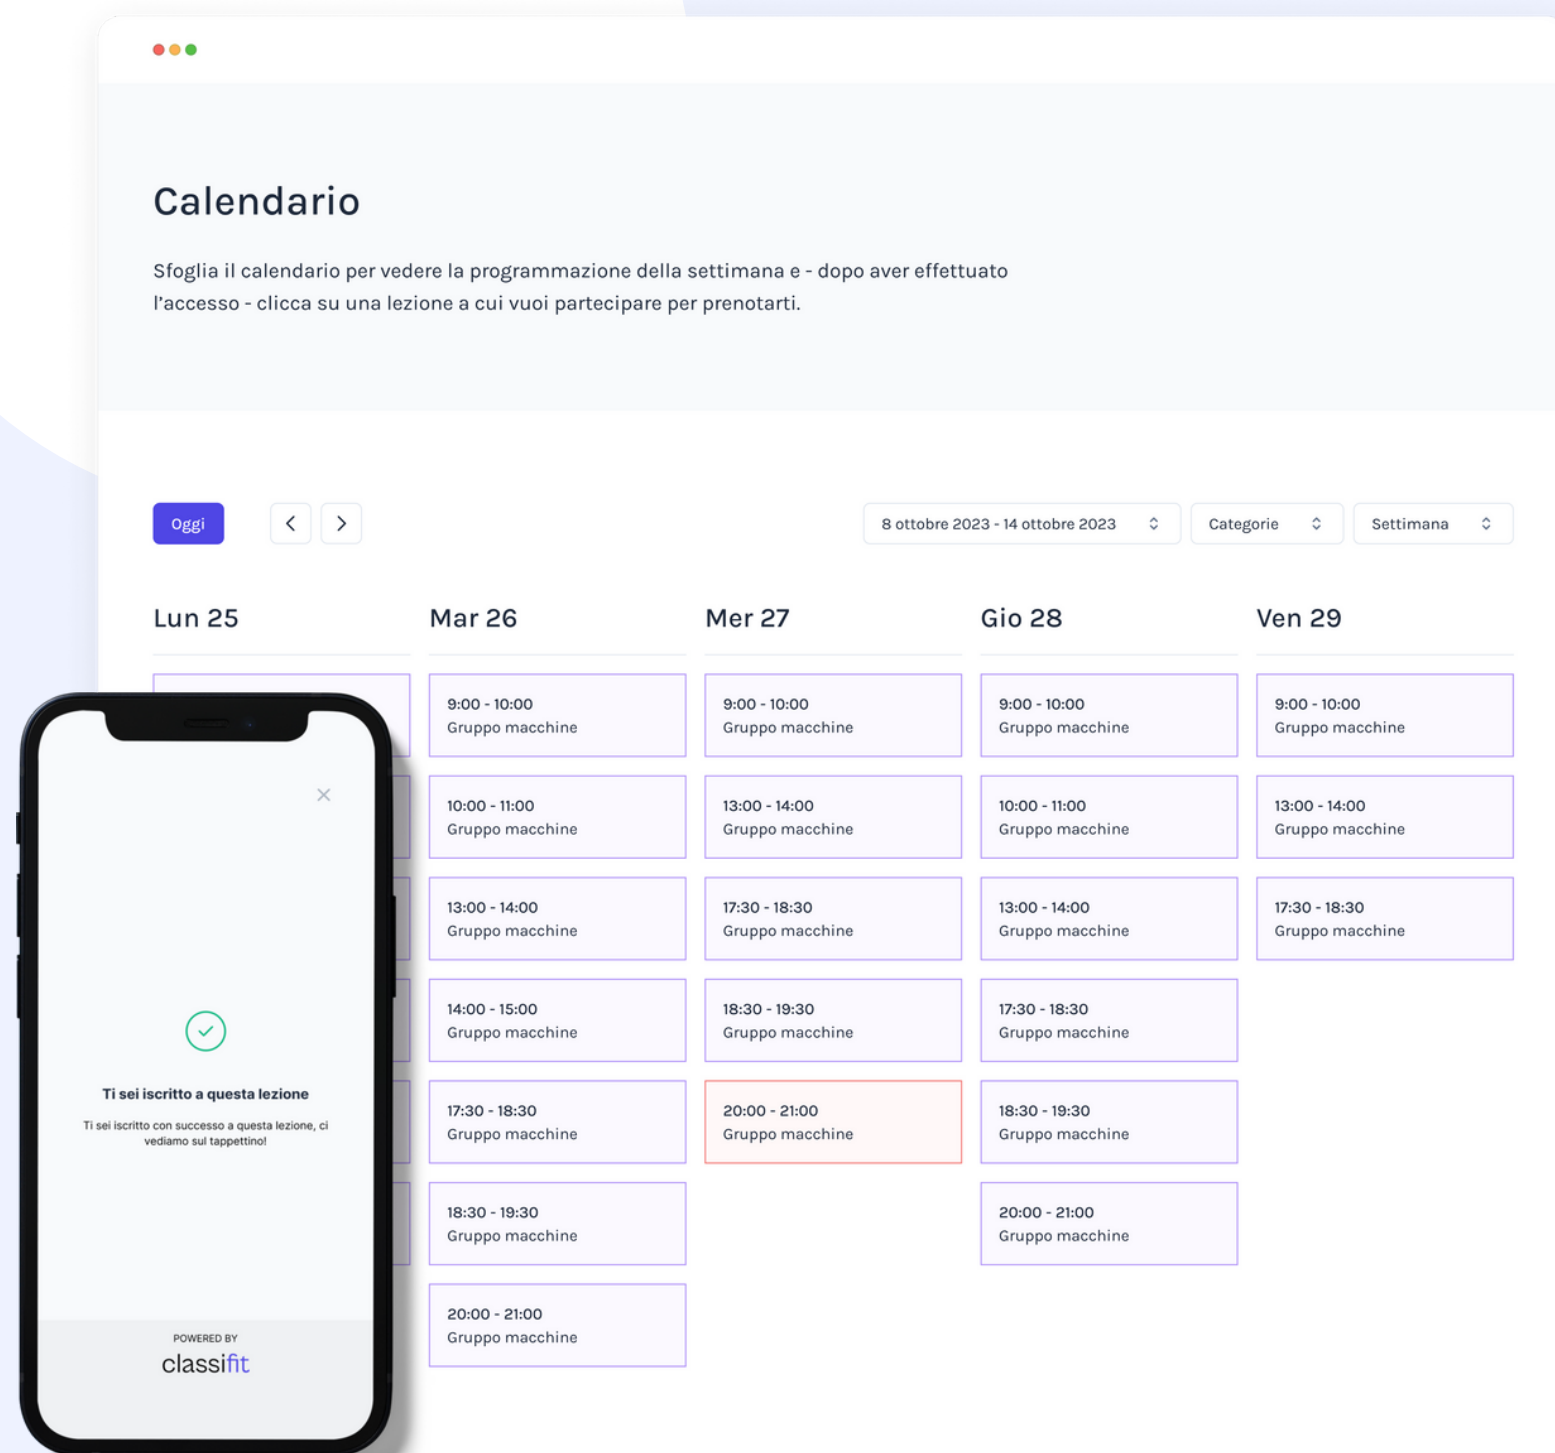 Calendario
Sfoglia il calendario per vedere la programmazione della settimana e - dopo aver effettuato
l’accesso - clicca su una lezione a cui vuoi partecipare per prenotarti.
Oggi
8 ottobre 2023 - 14 ottobre 2023
Categorie
Settimana
Lun 25
Mar 26
Mer 27
Gio 28
Ven 29
9:00 - 10:00
Gruppo macchine
10:00 - 11:00
Gruppo macchine
13:00 - 14:00
Gruppo macchine
14:00 - 15:00
Gruppo macchine
17:30 - 18:30
Gruppo macchine
18:30 - 19:30
Gruppo macchine
20:00 - 21:00
Gruppo macchine
9:00 - 10:00
Gruppo macchine
13:00 - 14:00
Gruppo macchine
17:30 - 18:30
Gruppo macchine
18:30 - 19:30
Gruppo macchine
20:00 - 21:00
Gruppo macchine
9:00 - 10:00
Gruppo macchine
10:00 - 11:00
Gruppo macchine
13:00 - 14:00
Gruppo macchine
17:30 - 18:30
Gruppo macchine
18:30 - 19:30
Gruppo macchine
20:00 - 21:00
Gruppo macchine
9:00 - 10:00
Gruppo macchine
13:00 - 14:00
Gruppo macchine
17:30 - 18:30
Gruppo macchine
Ti sei iscritto a questa lezione
Ti sei iscritto con successo a questa lezione, ci
vediamo sul tappettino!
POWERED BY
classifit